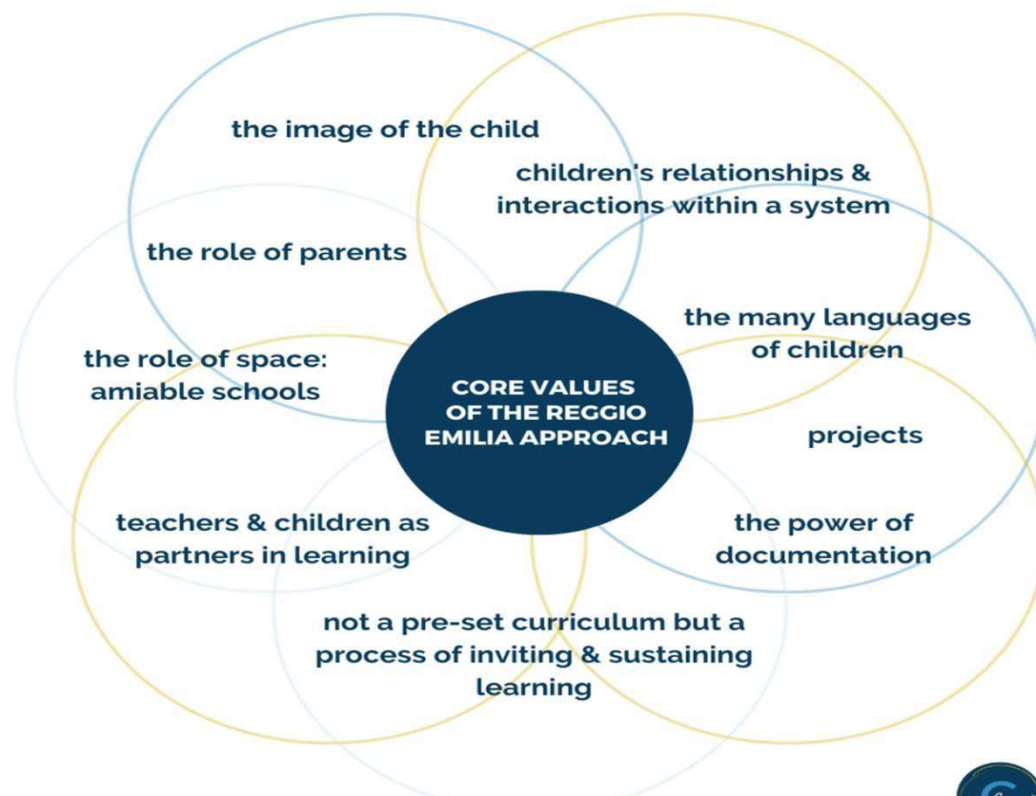 the image of the child
children's relationships &
interactions within a system
the role of parents
the many languages
of children
the role of space:
amiable schools
CORE VALUES
OF THE REGGIO
EMILIA APPROACH
projects
teachers & children as
partners in learning
the power of
documentation
not a pre-set curriculum but a
process of inviting & sustaining
learning